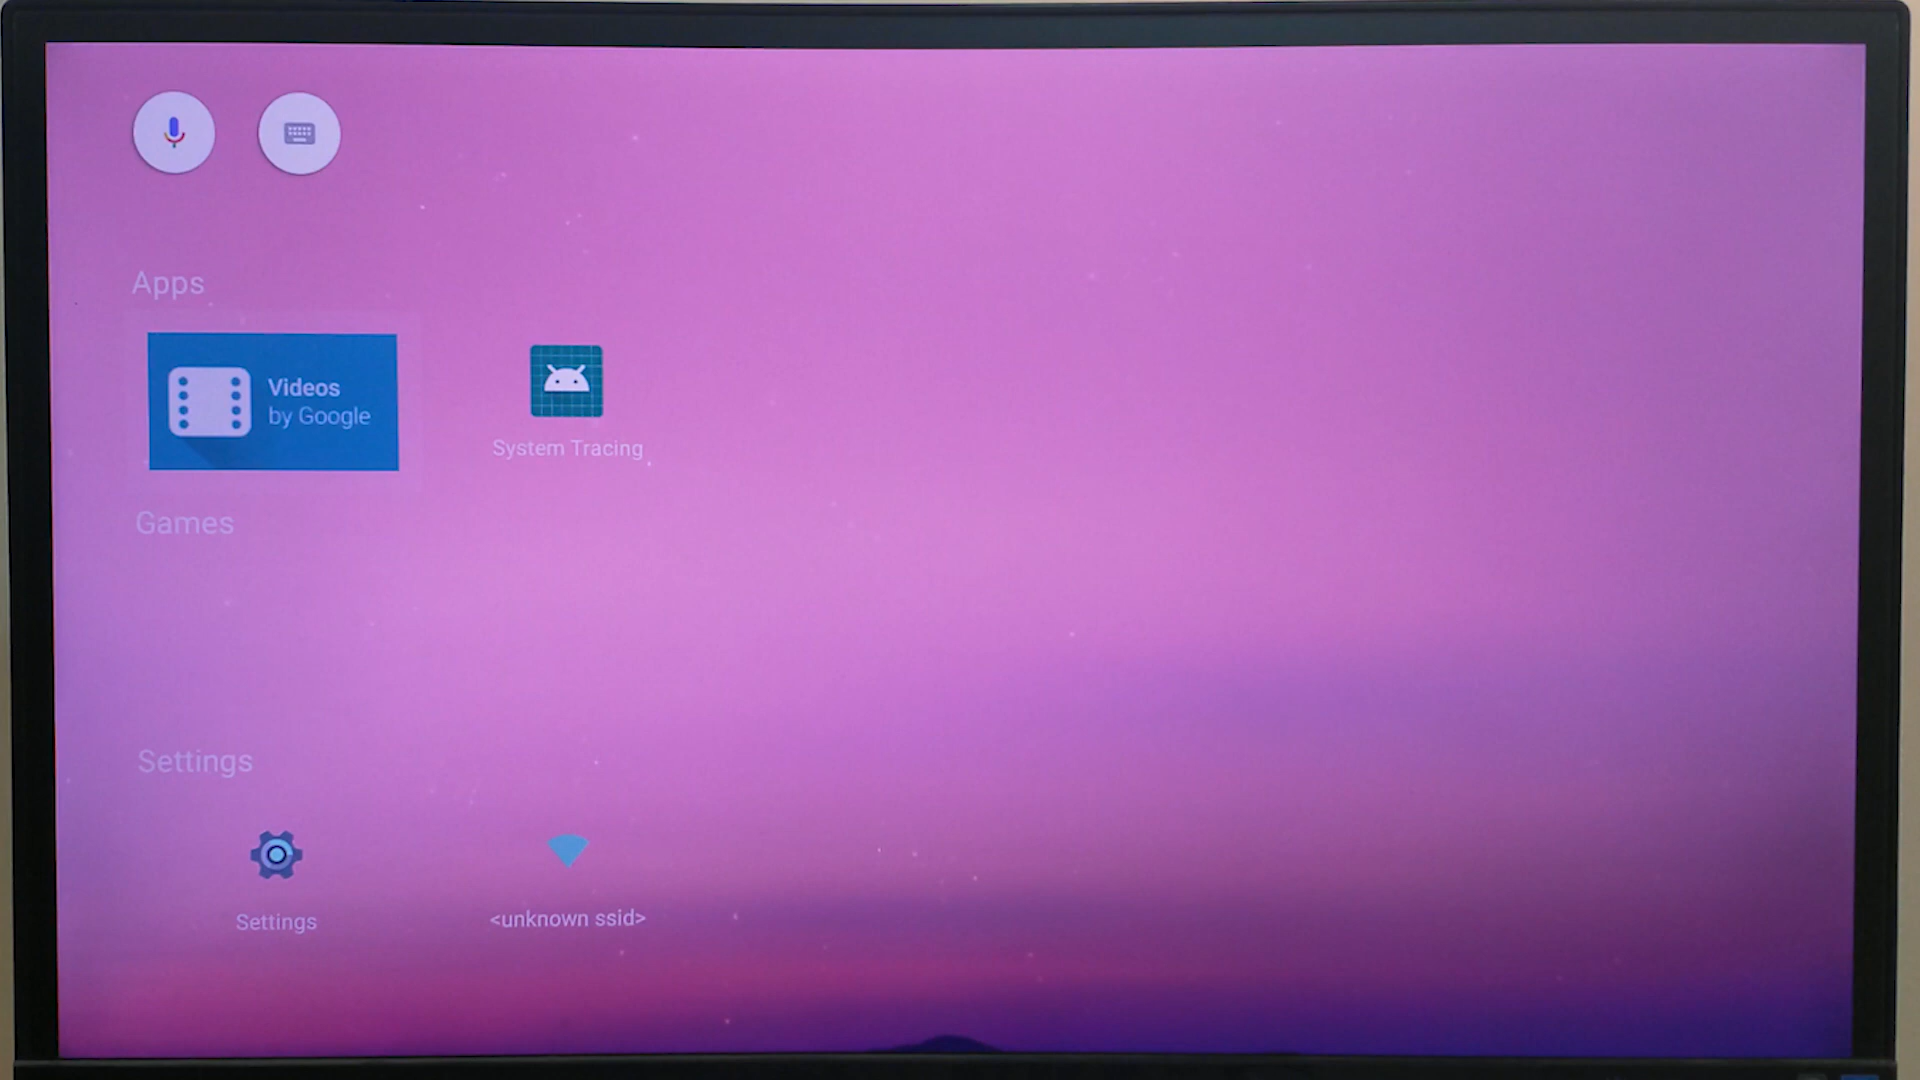 Apps
Videos
by Google
System Tracing
Games
Settings
Settings
<unknown ssid>